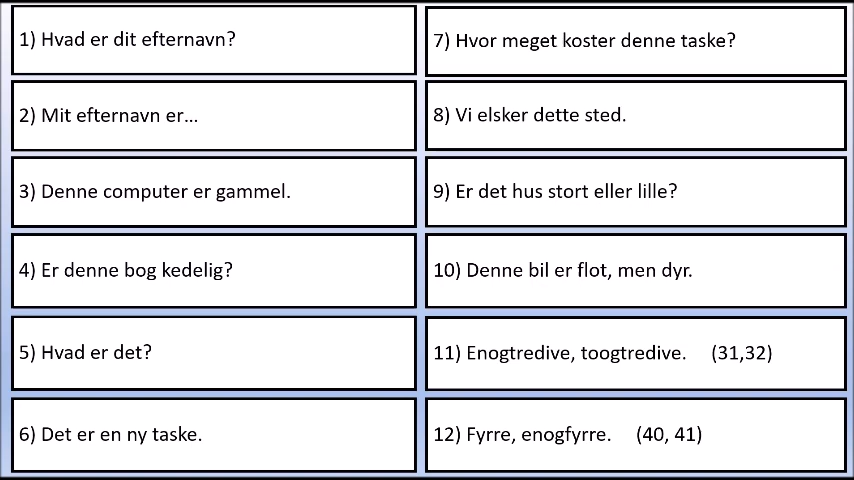 1) Hvad er dit efternavn?
2) Mit efternavn er...
3) Denne computer er gammel.
4) Er denne bog kedelig?
5) Hvad er det?
6) Det er en ny taske.
7) Hvor meget koster denne taske?
8) Vi elsker dette sted.
9) Er det hus stort eller lille?
10) Denne bil er flot, men dyr.
11) Enogtredive, toogtredive. (31,32)
12) Fyrre, enogfyrre. (40, 41)